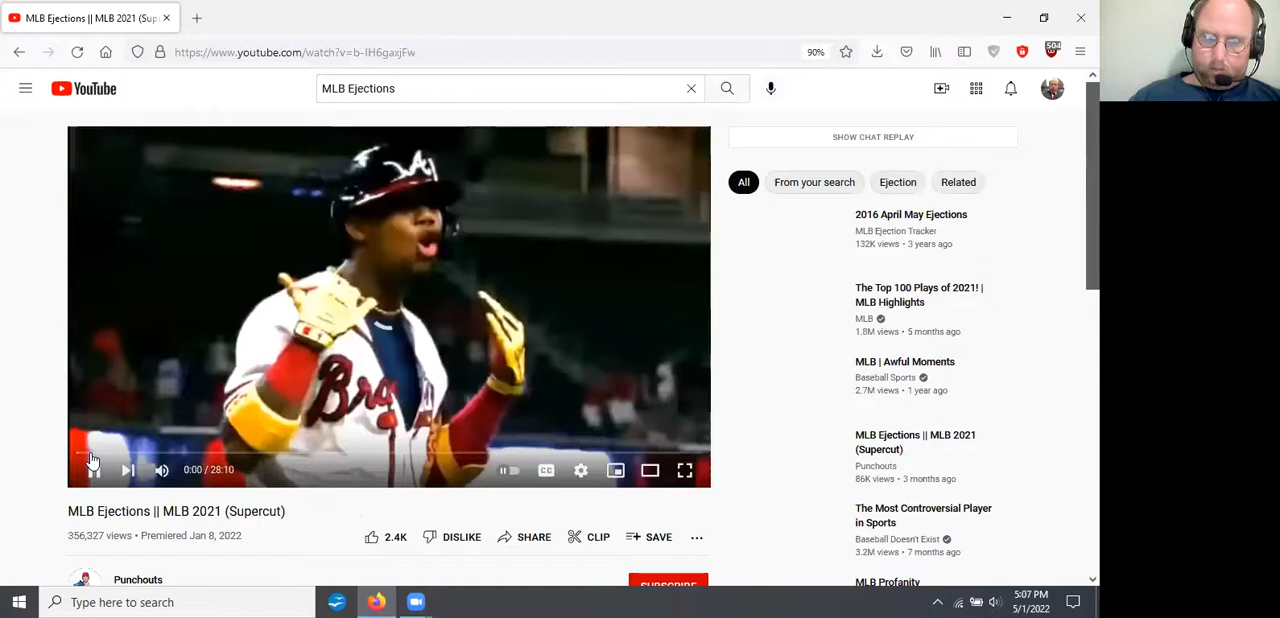 MLB Ejections || MLB 2021 (Sup
https://www.youtube.com/watch?v=b-IH6gaxjFw
90%
504
YouTube
MLB Ejections
SHOW CHAT REPLAY
All
From your search
Ejection
Related
2016 April May Ejections
MLB Ejection Tracker
132K views • 3 years ago
The Top 100 Plays of 2021! |
MLB Highlights
MLB
1.8M views • 5 months ago
MLB | Awful Moments
Baseball Sports
2.7M views • 1 year ago
MLB Ejections || MLB 2021
(Supercut)
Punchouts
86K views • 3 months ago
The Most Controversial Player
in Sports
Baseball Doesn't Exist
3.2M views • 7 months ago
MLB Profanity
A
Bra
0:00 / 28:10
CC
MLB Ejections || MLB 2021 (Supercut)
356,327 views • Premiered Jan 8, 2022
2.4K
DISLIKE
SHARE
CLIP
SAVE
Punchouts
SUBSCRIBE
Type here to search
5:07 PM
5/1/2022